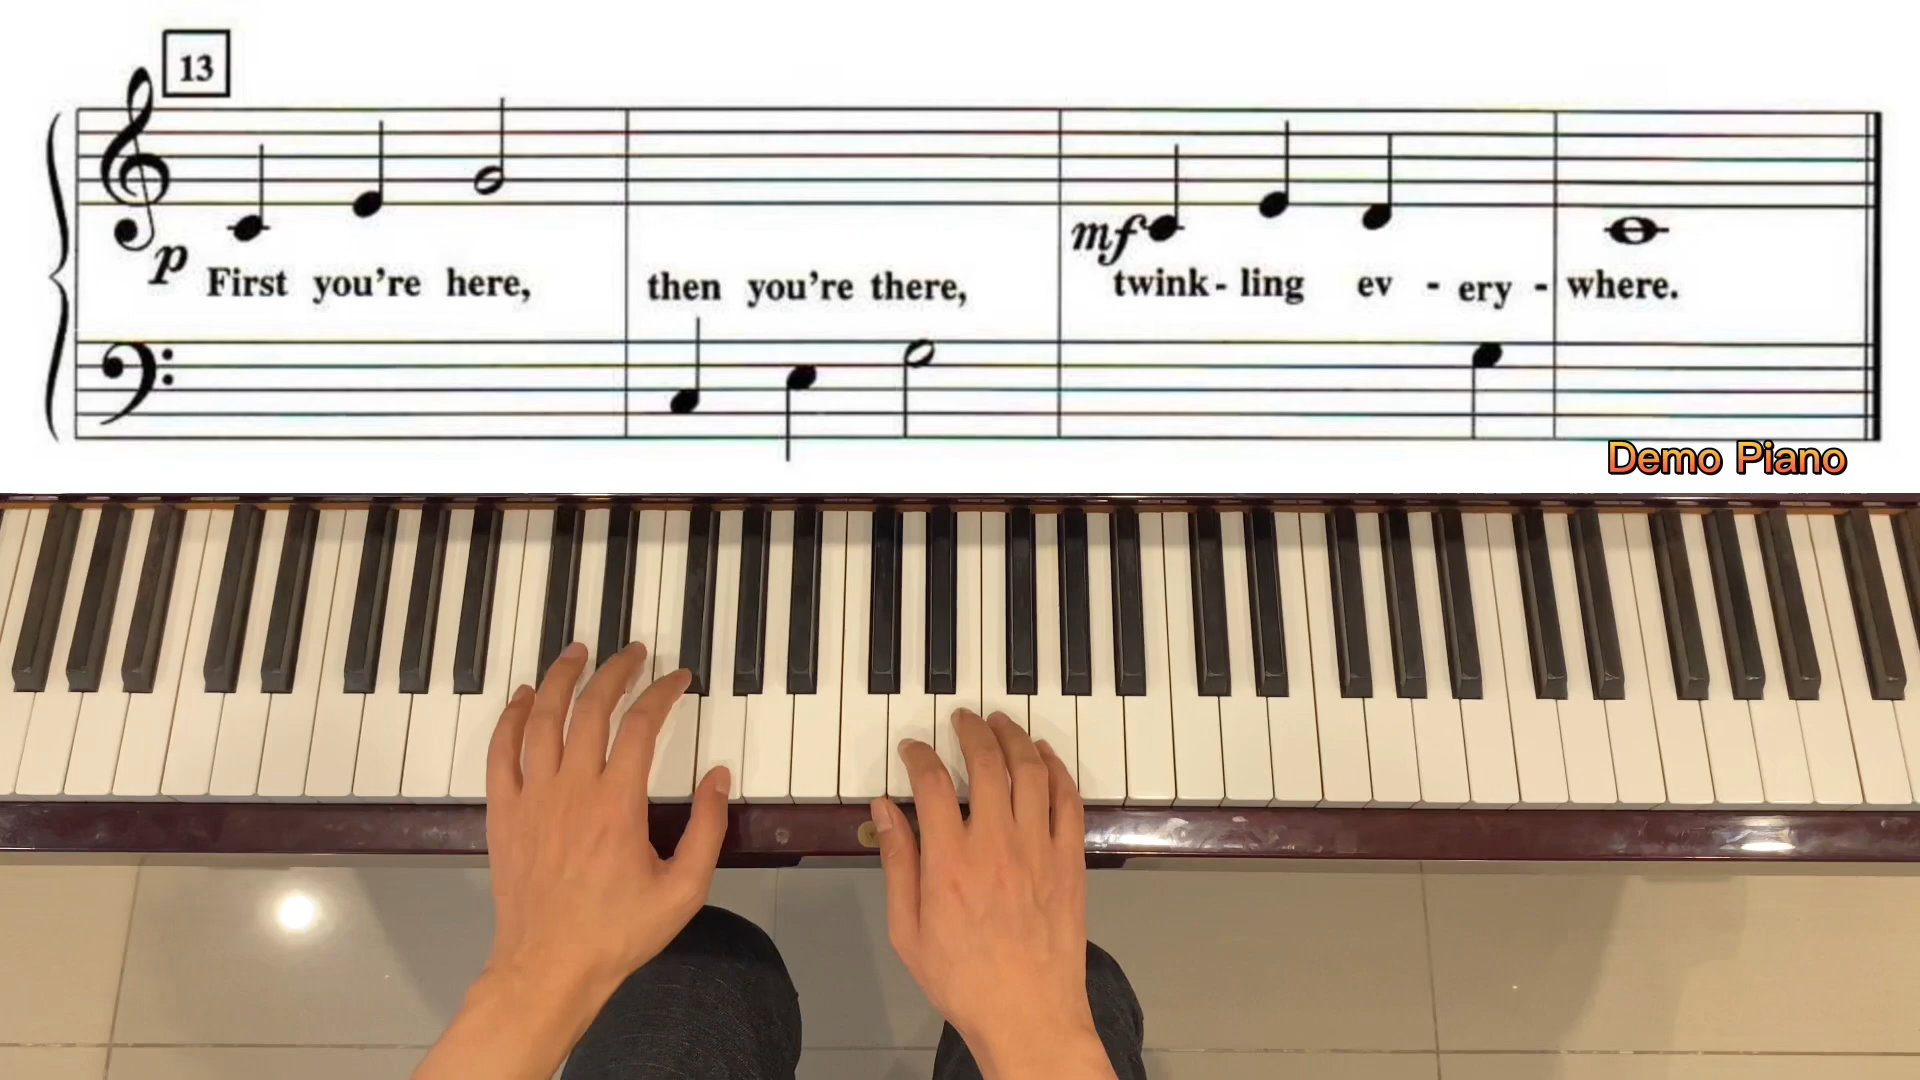 13
p mf
First you're here, then you're there, twink - ling ev - ery - where.
Demo Piano